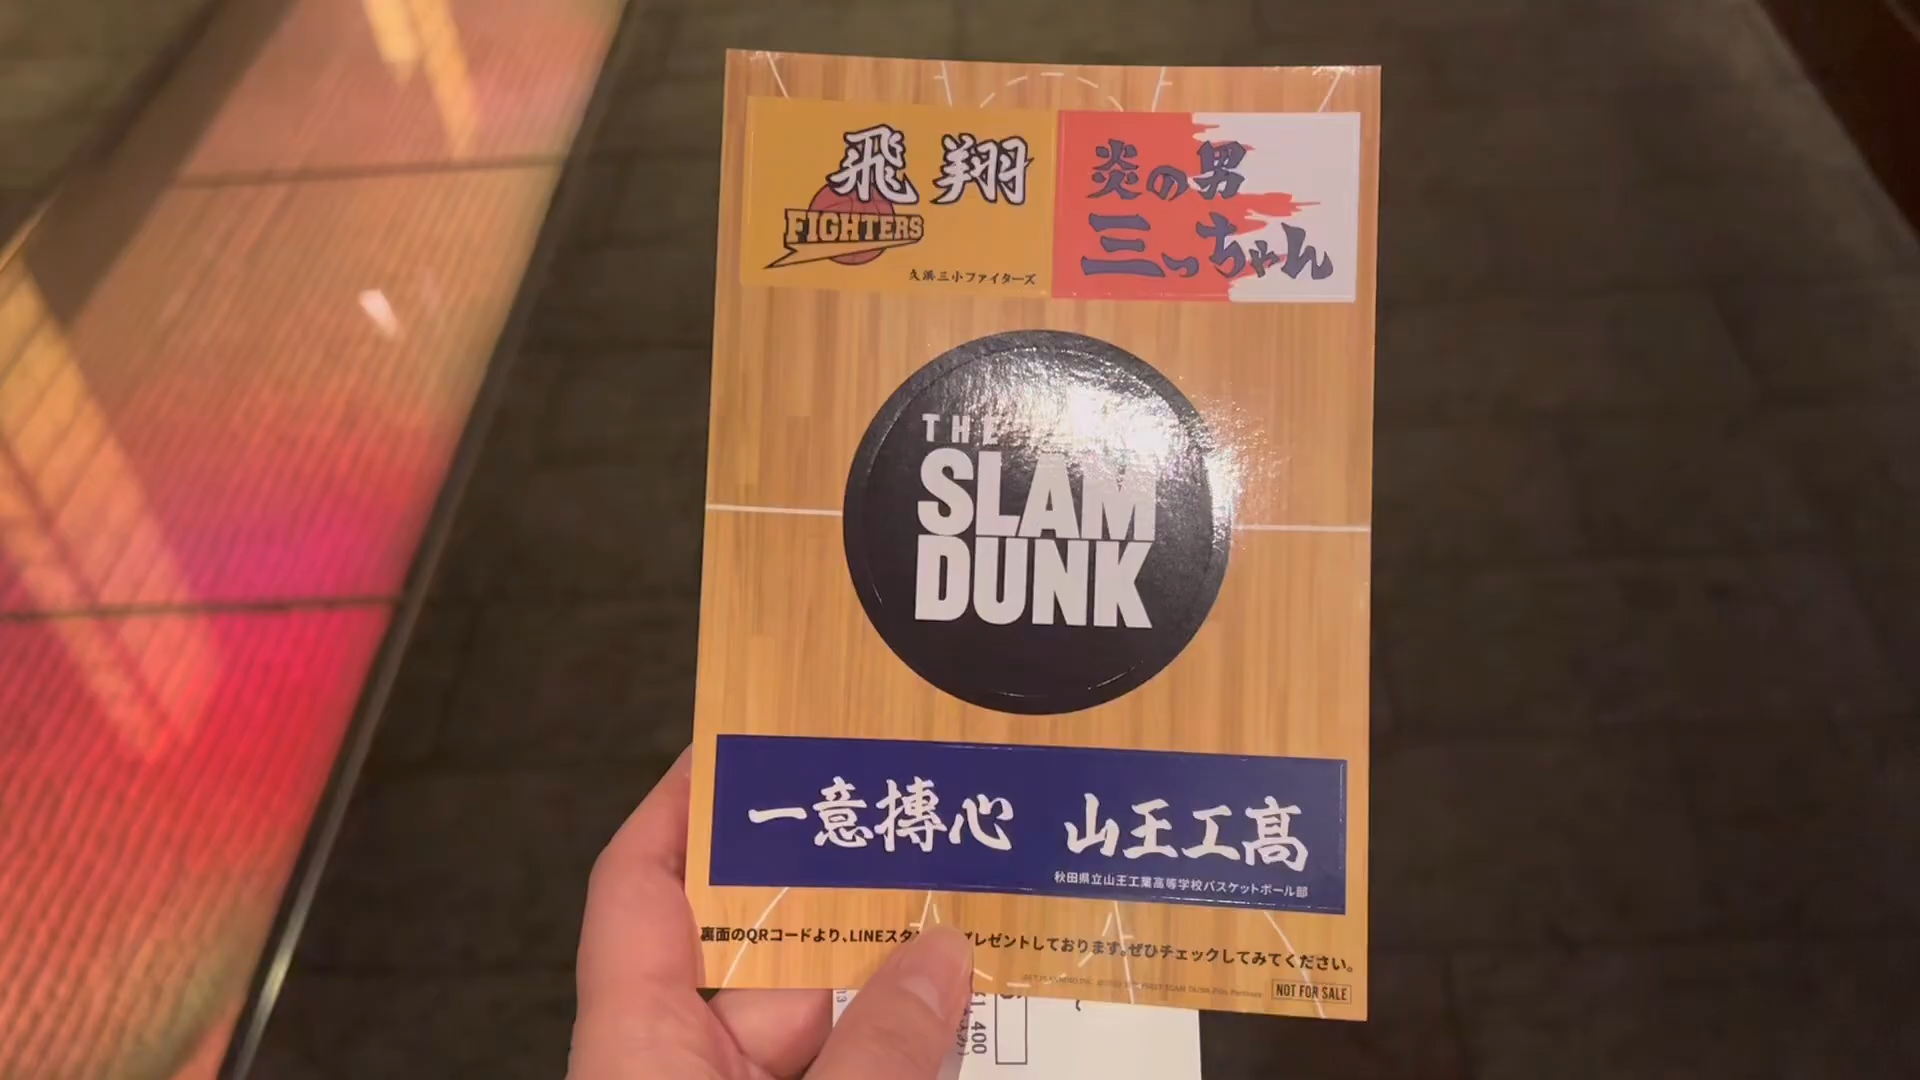 飛翔
FIGHTERS
久浜三小ファイターズ
炎の男
三っちゃん
THE
SLAM
DUNK
一意摶心 山王工高
秋田県立山王工業高等学校バスケットボール部
裏面のQRコードより、LINEスタ プレゼントしております。ぜひチェックしてみてください。
NOT FOR SALE
1,400